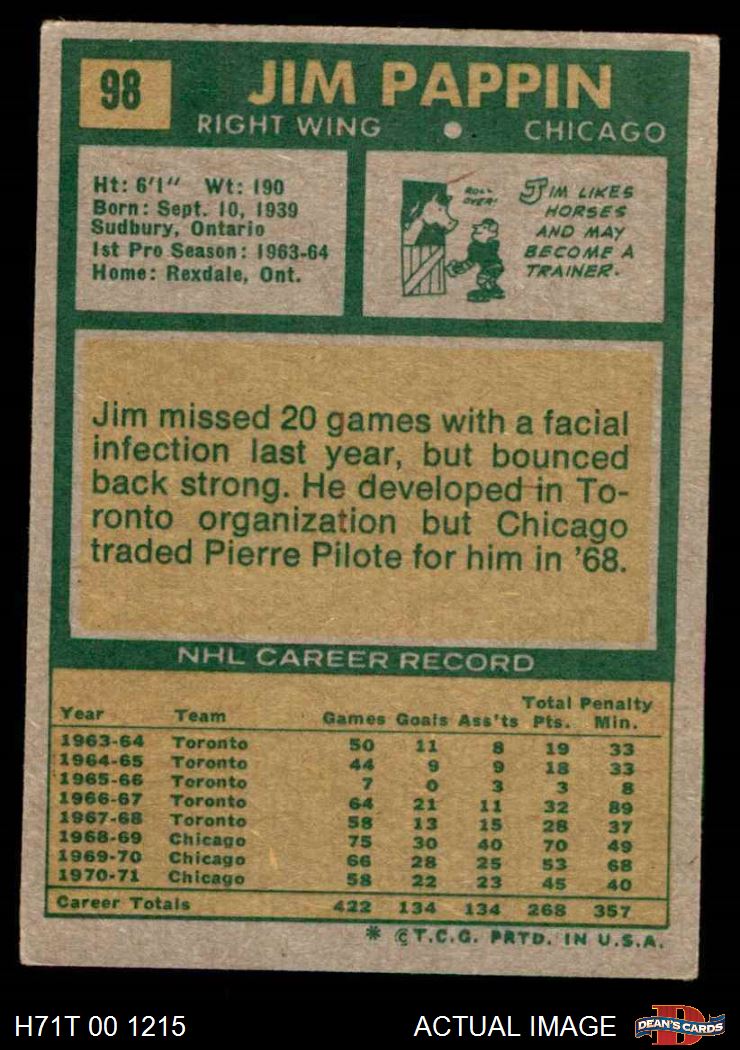 98
JIM PAPPIN
RIGHT WING • CHICAGO
Ht: 6'1" Wt: 190
Born: Sept. 10, 1939
Sudbury, Ontario
1st Pro Season: 1963-64
Home: Rexdale, Ont.
ROLL
OVER!
JIM LIKES
HORSES
AND MAY
BECOME A
TRAINER.
Jim missed 20 games with a facial
infection last year, but bounced
back strong. He developed in To-
ronto organization but Chicago
traded Pierre Pilote for him in '68.
NHL CAREER RECORD
Total Penalty
Year Team Games Goals Ass'ts Pts. Min.
1963-64 Toronto 50 11 8 19 33
1964-65 Toronto 44 9 9 18 33
1965-66 Toronto 7 0 3 3 8
1966-67 Toronto 64 21 11 32 89
1967-68 Toronto 58 13 15 28 37
1968-69 Chicago 75 30 40 70 49
1969-70 Chicago 66 28 25 53 68
1970-71 Chicago 58 22 23 45 40
Career Totals 422 134 134 268 357
* © T.C.G. PRTD. IN U.S.A.
H71T 00 1215 ACTUAL IMAGE
D
DEAN'S CARDS